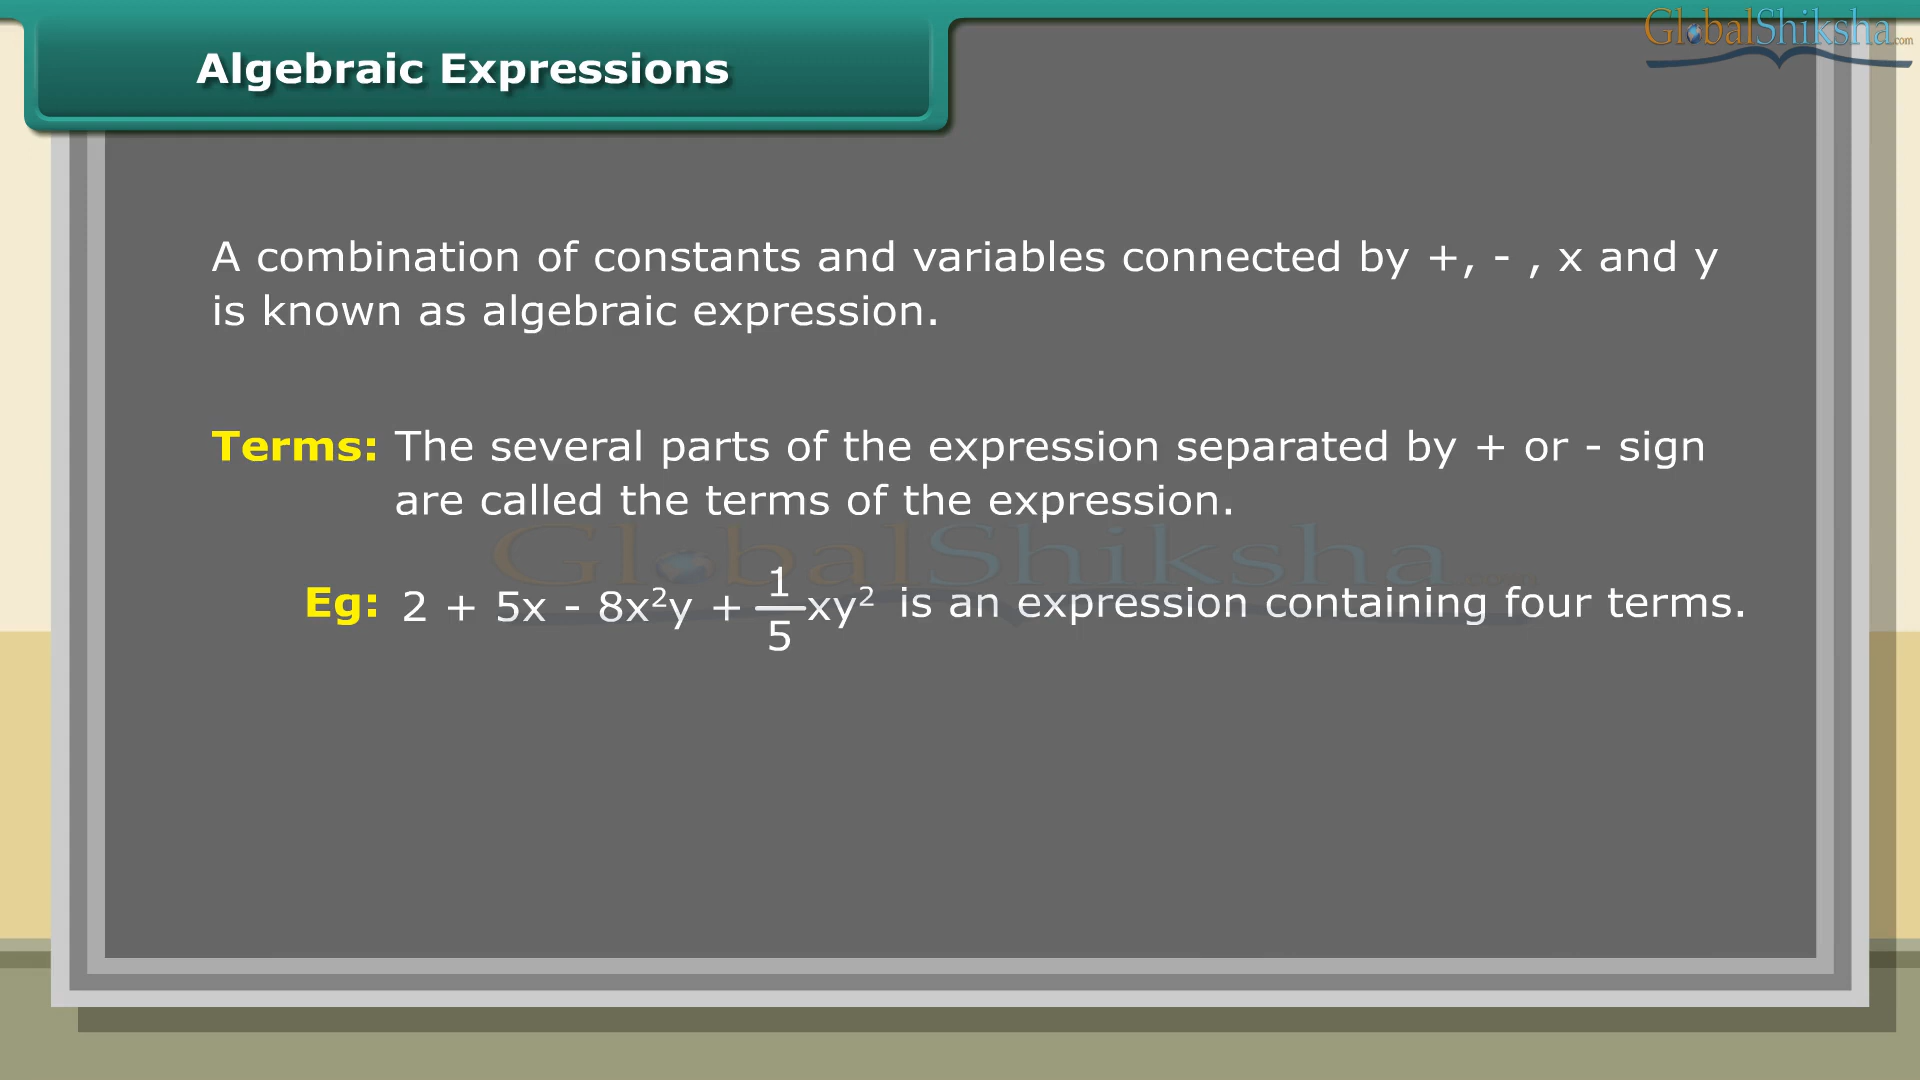 Algebraic Expressions
GlobalShiksha.com
A combination of constants and variables connected by +, - , x and y
is known as algebraic expression.
Terms: The several parts of the expression separated by + or - sign
are called the terms of the expression.
GlobalShiksha.com
Eg: 2 + 5x - 8x²y + 1/5 xy² is an expression containing four terms.